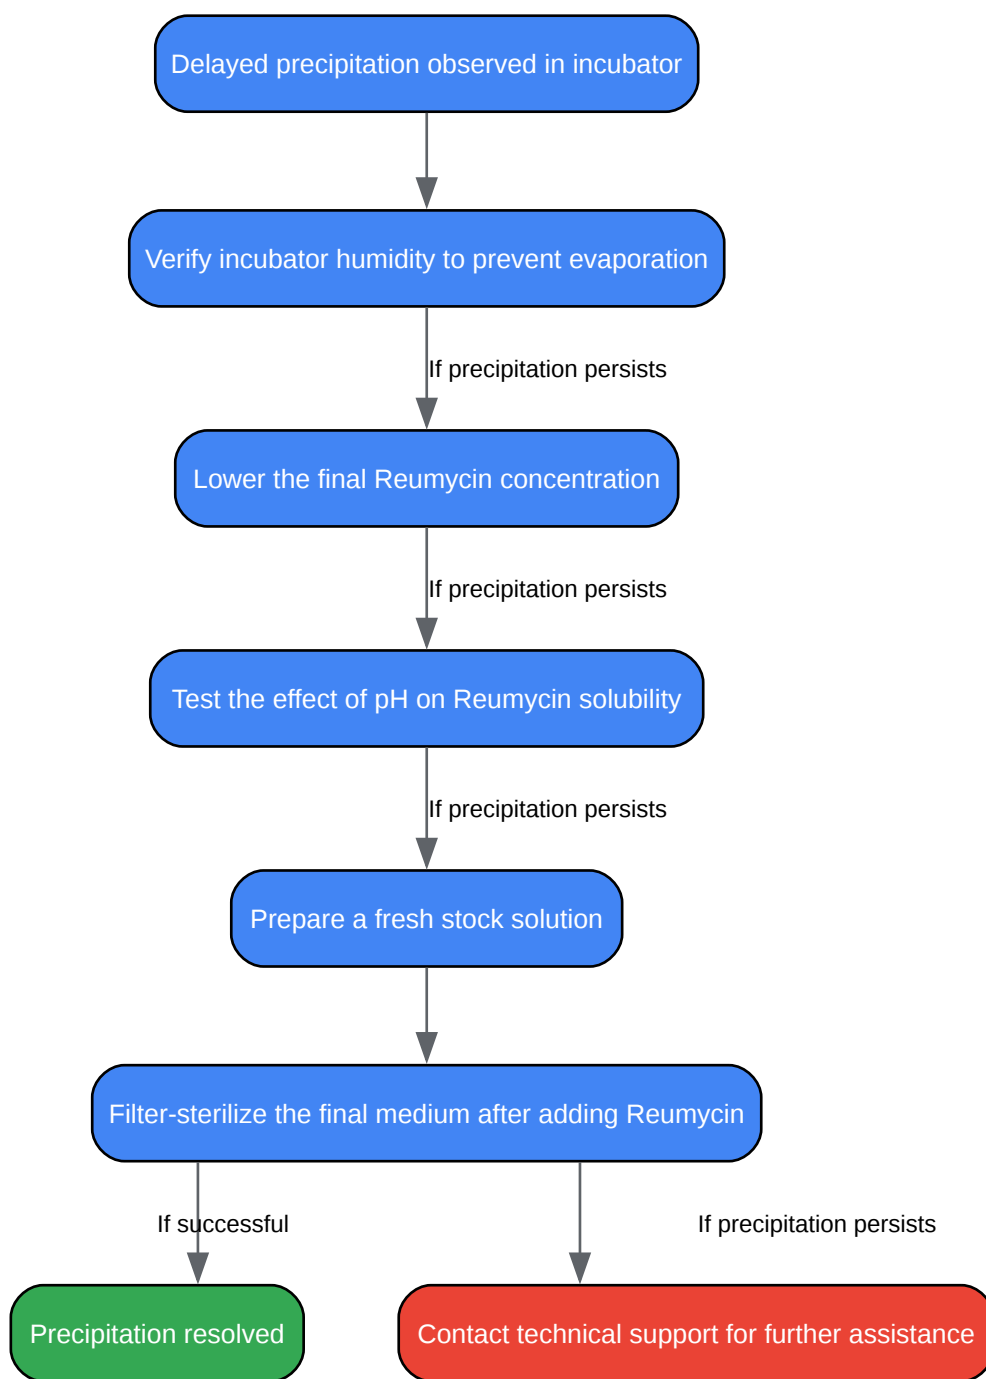 Delayed precipitation observed in incubator
Verify incubator humidity to prevent evaporation
If precipitation persists
Lower the final Reumycin concentration
If precipitation persists
Test the effect of pH on Reumycin solubility
If precipitation persists
Prepare a fresh stock solution
Filter-sterilize the final medium after adding Reumycin
If successful
If precipitation persists
Precipitation resolved
Contact technical support for further assistance